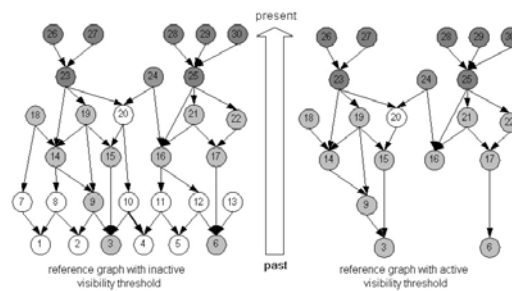 present
26 27 28 29 30
23 24 25
18 19 20 21 22
14 15 16 17
7 8 9 10 11 12 13
1 2 3 4 5 6
past
reference graph with inactive
visibility threshold
26 27 28 29
23 24 25
18 19 20 21 22
14 15 16 17
9
3 6
reference graph with active
visibility threshold